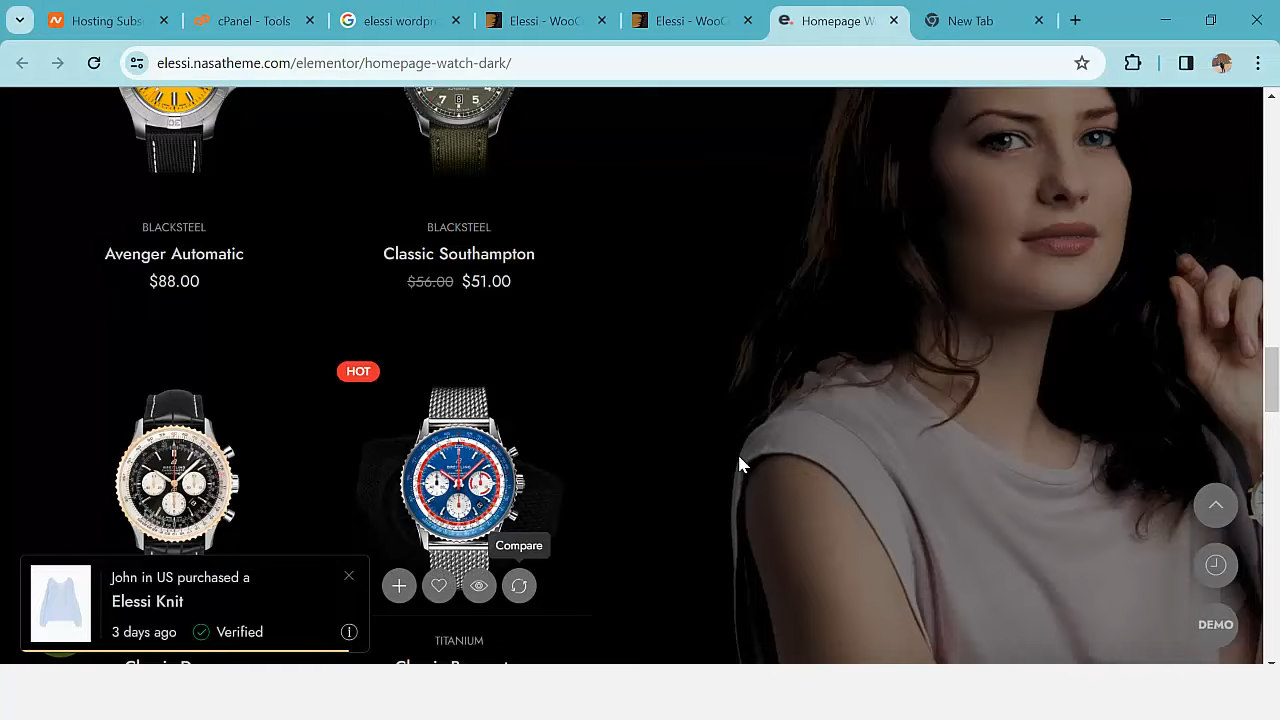 Hosting Subs
cPanel - Tools
elessi wordpr
Elessi - WooC
Elessi - WooC
Homepage W
New Tab
elessi.nasatheme.com/elementor/homepage-watch-dark/
BLACKSTEEL
Avenger Automatic
$88.00
BLACKSTEEL
Classic Southampton
$56.00 $51.00
HOT
Compare
John in US purchased a
Elessi Knit
3 days ago Verified
TITANIUM
DEMO